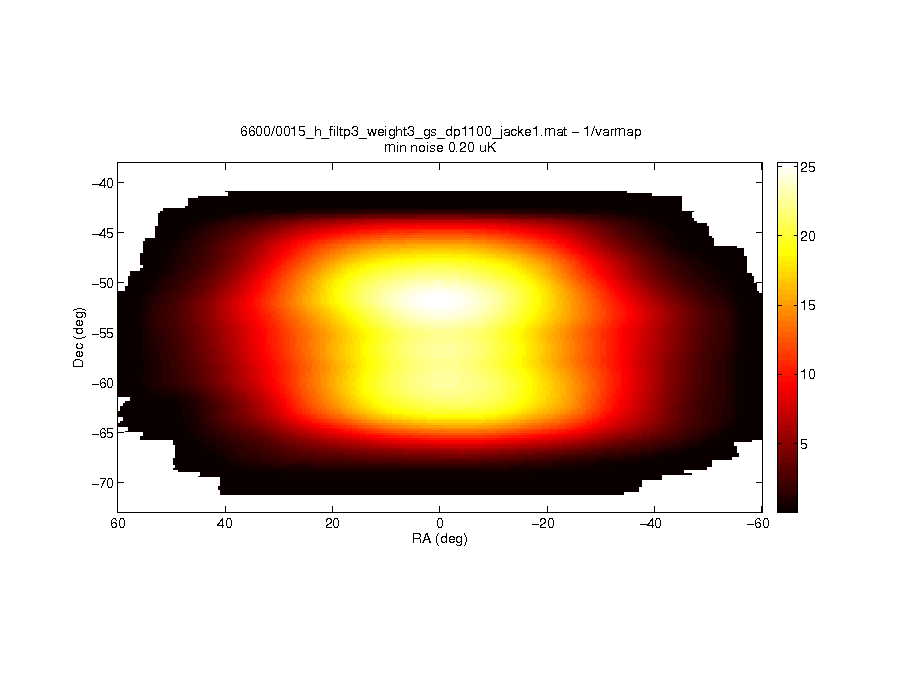 6600/0015_h_filtp3_weight3_gs_dp1100_jacke1.mat − 1/varmap
min noise 0.20 uK
25
−40
−45
20
−50
15
Dec (deg)
−55
10
−60
−65
5
−70
60 40 20 0 −20 −40 −60
RA (deg)